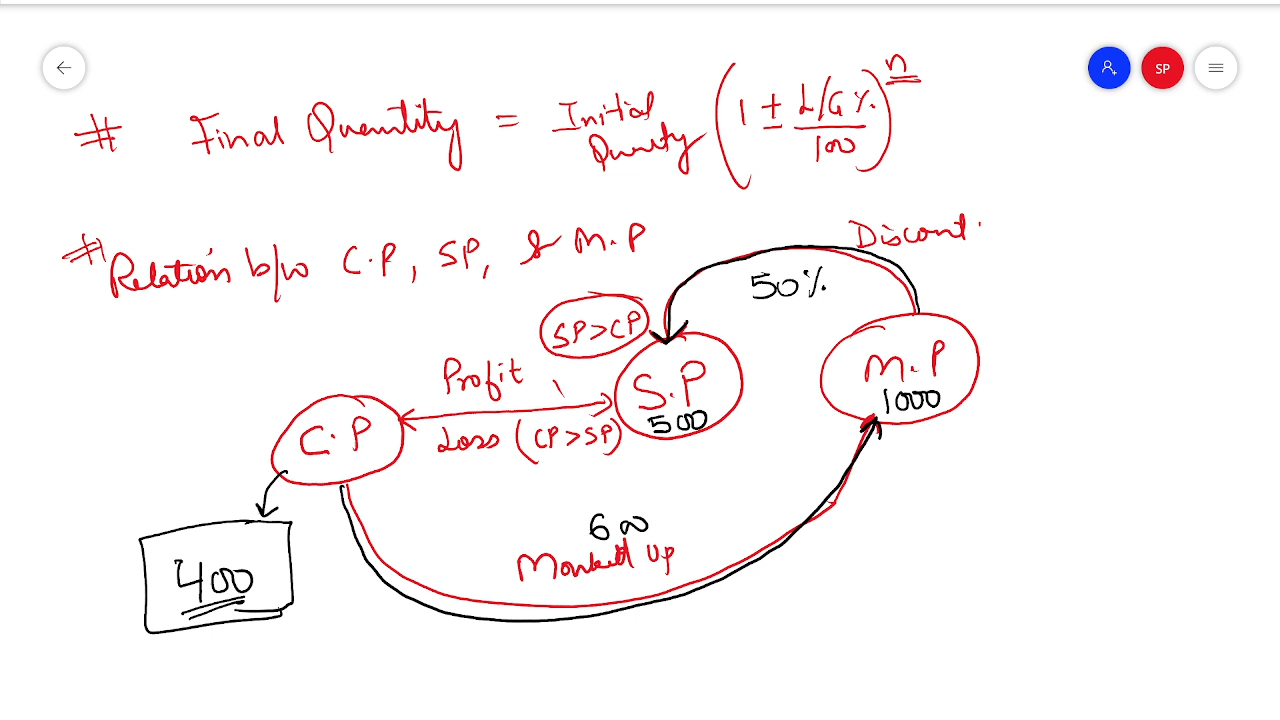 SP
# Final Quantity = Initial Quantity (1 ± L/G % / 100)^n
# Relation b/w C.P, SP, & M.P
Discont.
50%
SP>CP
M.P
1000
Profit
S.P
500
C.P
Loss (CP>SP)
600
Marked Up
400